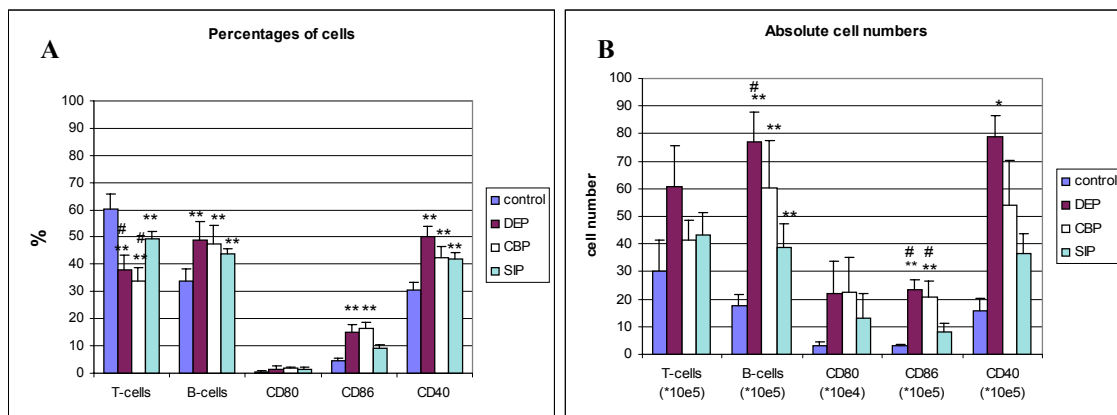 A
Percentages of cells
100
90
80
70
60
50
40
30
20
10
0
%
#
**
#
**
**
**
**
**
**
**
**
**
**
T-cells
B-cells
CD80
CD86
CD40
control
DEP
CBP
SIP
B
Absolute cell numbers
100
90
80
70
60
50
40
30
20
10
0
cell number
#
**
**
**
#
**
#
**
*
T-cells
(*10e5)
B-cells
(*10e5)
CD80
(*10e4)
CD86
(*10e5)
CD40
(*10e5)
control
DEP
CBP
SIP